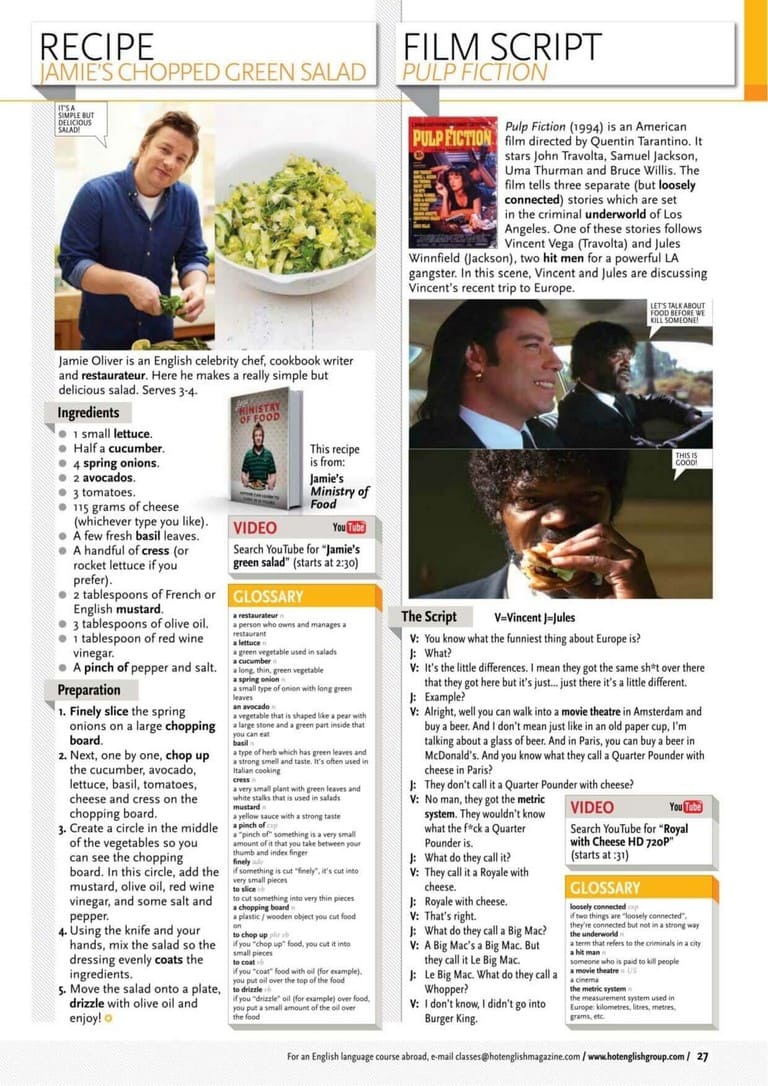 RECIPE
JAMIE'S CHOPPED GREEN SALAD
IT'S A
SIMPLE BUT
DELICIOUS
SALAD!
Jamie Oliver is an English celebrity chef, cookbook writer
and restaurateur. Here he makes a really simple but
delicious salad. Serves 3-4.
Ingredients
1 small lettuce.
Half a cucumber.
4 spring onions.
2 avocados.
3 tomatoes.
115 grams of cheese
(whichever type you like).
A few fresh basil leaves.
A handful of cress (or
rocket lettuce if you
prefer).
2 tablespoons of French or
English mustard.
3 tablespoons of olive oil.
1 tablespoon of red wine
vinegar.
A pinch of pepper and salt.
Preparation
1. Finely slice the spring
onions on a large chopping
board.
2. Next, one by one, chop up
the cucumber, avocado,
lettuce, basil, tomatoes,
cheese and cress on the
chopping board.
3. Create a circle in the middle
of the vegetables so you
can see the chopping
board. In this circle, add the
mustard, olive oil, red wine
vinegar, and some salt and
pepper.
4. Using the knife and your
hands, mix the salad so the
dressing evenly coats the
ingredients.
5. Move the salad onto a plate,
drizzle with olive oil and
enjoy!
MINISTRY
OF FOOD
This recipe
is from:
Jamie's
Ministry of
Food
VIDEO
YouTube
Search YouTube for "Jamie's
green salad" (starts at 2:30)
GLOSSARY
a restaurateur n
a person who owns and manages a
restaurant
a lettuce n
a green vegetable used in salads
a cucumber n
a long, thin, green vegetable
a spring onion n
a small type of onion with long green
leaves
an avocado n
a vegetable that is shaped like a pear with
a large stone and a green part inside that
you can eat
basil n
a type of herb which has green leaves and
a strong smell and taste. It's often used in
Italian cooking
cress n
a very small plant with green leaves and
white stalks that is used in salads
mustard n
a yellow sauce with a strong taste
a pinch of exp
a "pinch of" something is a very small
amount of it that you take between your
thumb and index finger
finely adv
if something is cut "finely", it's cut into
very small pieces
to slice vb
to cut something into very thin pieces
a chopping board n
a plastic / wooden object you cut food
on
to chop up phr vb
if you "chop up" food, you cut it into
small pieces
to coat vb
if you "coat" food with oil (for example),
you put oil over the top of the food
to drizzle vb
if you "drizzle" oil (for example) over food,
you put a small amount of the oil over
the food
FILM SCRIPT
PULP FICTION
PULP FICTION
Pulp Fiction (1994) is an American
film directed by Quentin Tarantino. It
stars John Travolta, Samuel Jackson,
Uma Thurman and Bruce Willis. The
film tells three separate (but loosely
connected) stories which are set
in the criminal underworld of Los
Angeles. One of these stories follows
Vincent Vega (Travolta) and Jules
Winnfield (Jackson), two hit men for a powerful LA
gangster. In this scene, Vincent and Jules are discussing
Vincent's recent trip to Europe.
LET'S TALK ABOUT
FOOD BEFORE WE
KILL SOMEONE!
THIS IS
GOOD!
The Script V=Vincent J=Jules
V: You know what the funniest thing about Europe is?
J: What?
V: It's the little differences. I mean they got the same sh*t over there
that they got here but it's just... just there it's a little different.
J: Example?
V: Alright, well you can walk into a movie theatre in Amsterdam and
buy a beer. And I don't mean just like in an old paper cup, I'm
talking about a glass of beer. And in Paris, you can buy a beer in
McDonald's. And you know what they call a Quarter Pounder with
cheese in Paris?
J: They don't call it a Quarter Pounder with cheese?
V: No man, they got the metric
system. They wouldn't know
what the f*ck a Quarter
Pounder is.
J: What do they call it?
V: They call it a Royale with
cheese.
J: Royale with cheese.
V: That's right.
J: What do they call a Big Mac?
V: A Big Mac's a Big Mac. But
they call it Le Big Mac.
J: Le Big Mac. What do they call a
Whopper?
V: I don't know, I didn't go into
Burger King.
VIDEO
YouTube
Search YouTube for "Royal
with Cheese HD 720P"
(starts at :31)
GLOSSARY
loosely connected exp
if two things are "loosely connected",
they're connected but not in a strong way
the underworld n
a term that refers to the criminals in a city
a hit man n
someone who is paid to kill people
a movie theatre n US
a cinema
the metric system n
the measurement system used in
Europe: kilometres, litres, metres,
grams, etc.
For an English language course abroad, e-mail classes@hotenglishmagazine.com / www.hotenglishgroup.com / 27